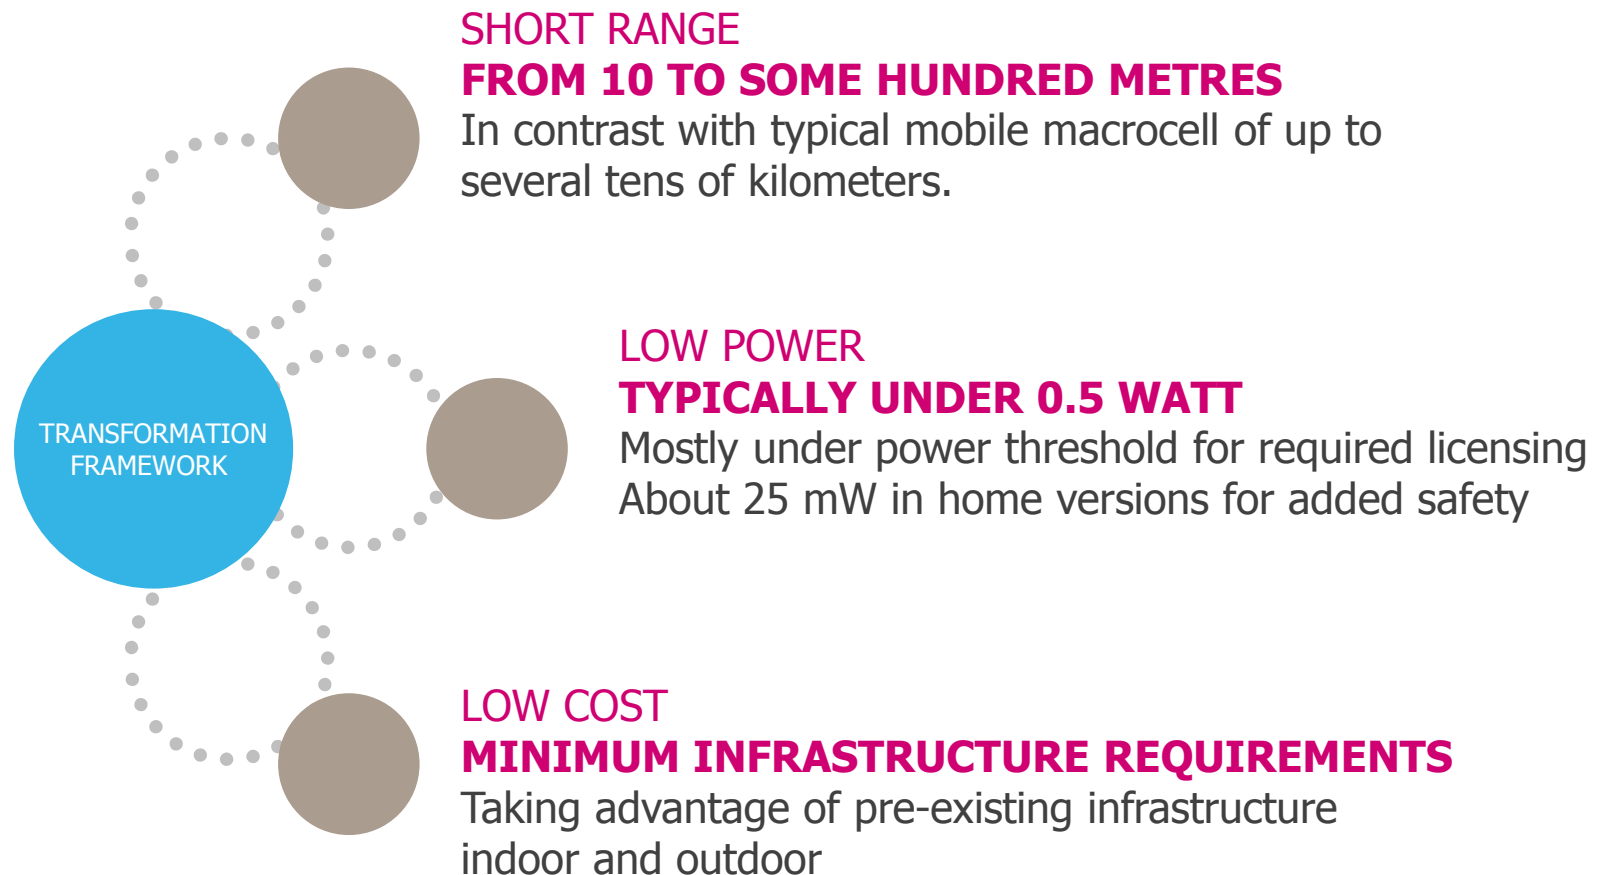 SHORT RANGE
FROM 10 TO SOME HUNDRED METRES
In contrast with typical mobile macrocell of up to
several tens of kilometers.
LOW POWER
TYPICALLY UNDER 0.5 WATT
Mostly under power threshold for required licensing
About 25 mW in home versions for added safety
TRANSFORMATION
FRAMEWORK
LOW COST
MINIMUM INFRASTRUCTURE REQUIREMENTS
Taking advantage of pre-existing infrastructure
indoor and outdoor